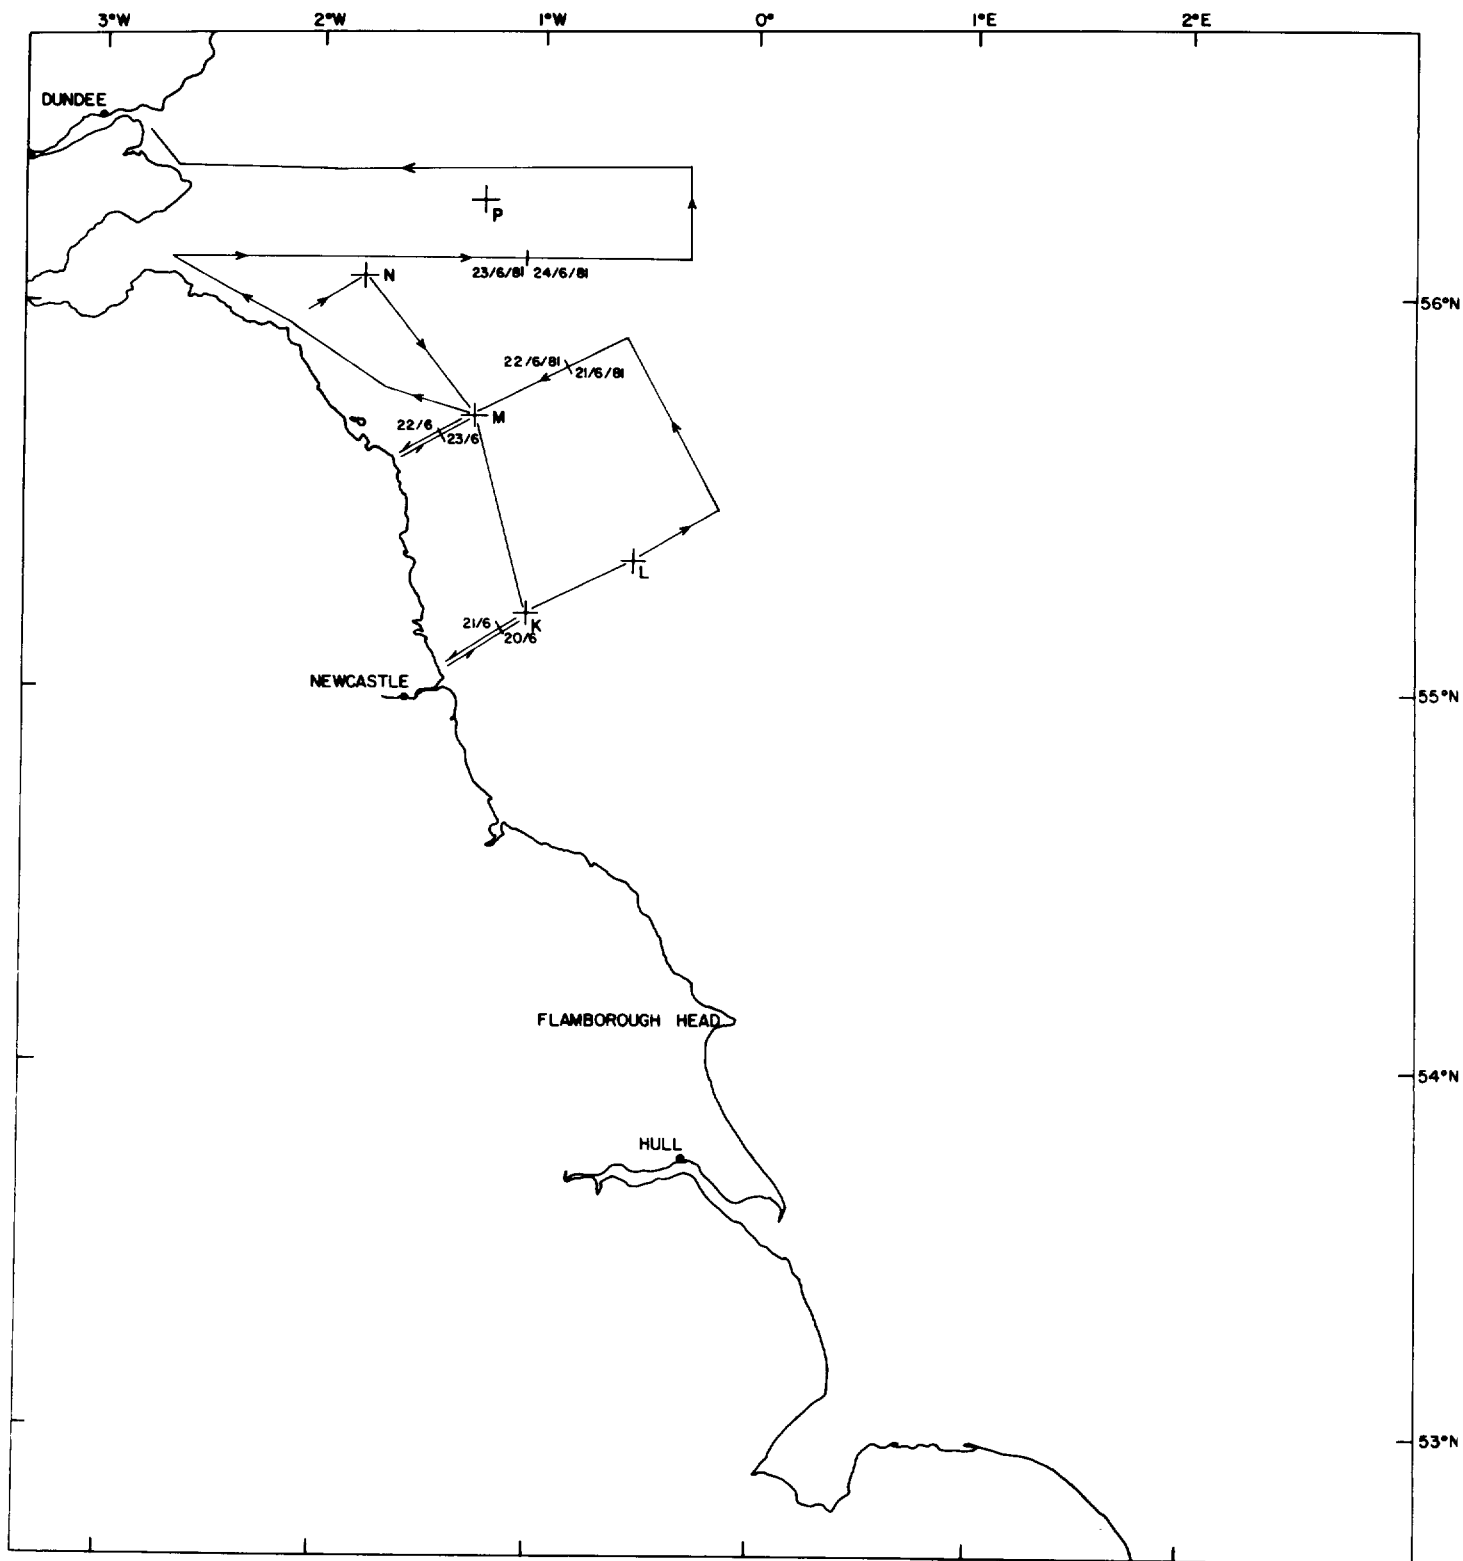 3°W 2°W 1°W 0° 1°E 2°E
DUNDEE
P
23/6/81 24/6/81
N
56°N
22/6/81
21/6/81
M
22/6
23/6
L
21/6
K
20/6
NEWCASTLE
55°N
FLAMBOROUGH HEAD
54°N
HULL
53°N